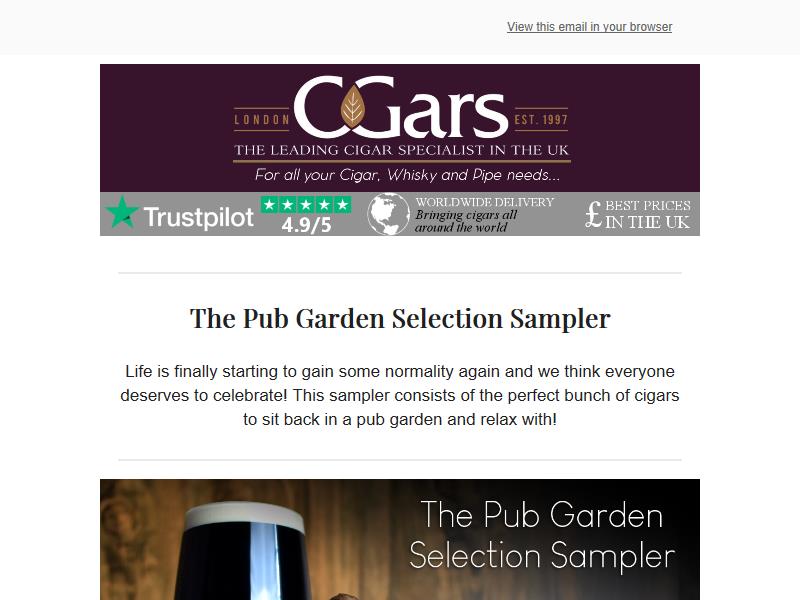 View this email in your browser
CGars
LONDON
EST. 1997
THE LEADING CIGAR SPECIALIST IN THE UK
For all your Cigar, Whisky and Pipe needs...
Trustpilot
4.9/5
WORLDWIDE DELIVERY
Bringing cigars all
around the world
£ BEST PRICES
IN THE UK
The Pub Garden Selection Sampler
Life is finally starting to gain some normality again and we think everyone
deserves to celebrate! This sampler consists of the perfect bunch of cigars
to sit back in a pub garden and relax with!
The Pub Garden
Selection Sampler